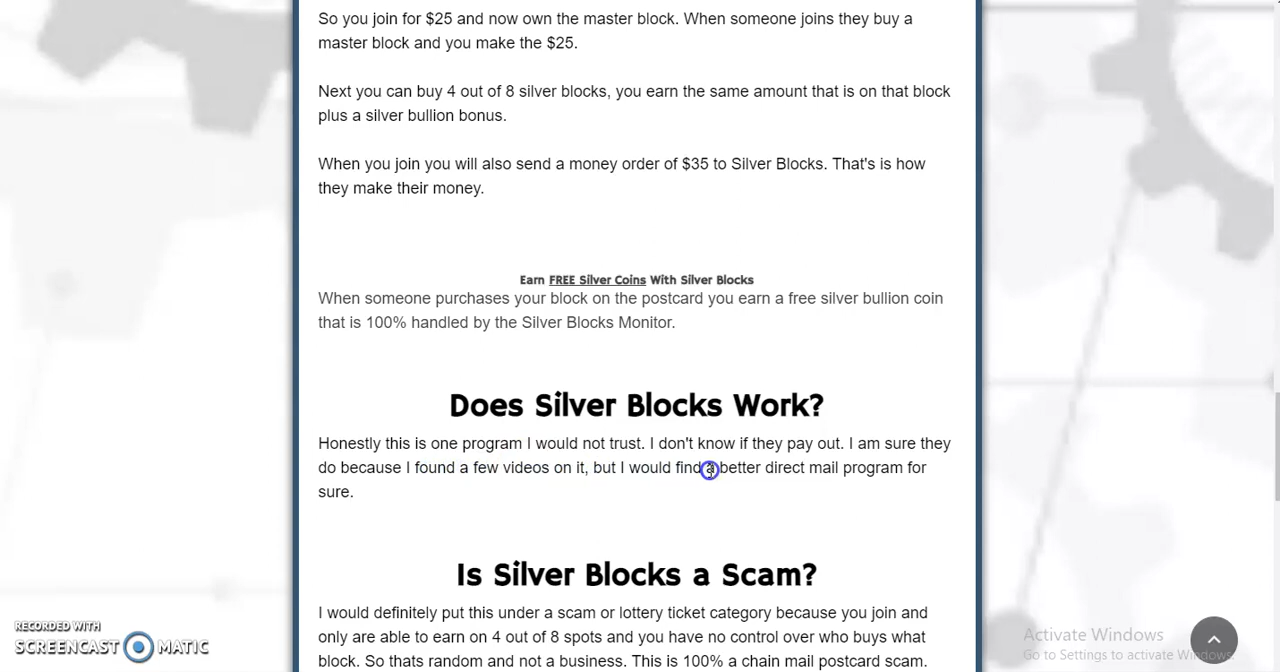 So you join for $25 and now own the master block. When someone joins they buy a
master block and you make the $25.
Next you can buy 4 out of 8 silver blocks, you earn the same amount that is on that block
plus a silver bullion bonus.
When you join you will also send a money order of $35 to Silver Blocks. That's is how
they make their money.
Earn FREE Silver Coins With Silver Blocks
When someone purchases your block on the postcard you earn a free silver bullion coin
that is 100% handled by the Silver Blocks Monitor.
Does Silver Blocks Work?
Honestly this is one program I would not trust. I don't know if they pay out. I am sure they
do because I found a few videos on it, but I would find a better direct mail program for
sure.
Is Silver Blocks a Scam?
I would definitely put this under a scam or lottery ticket category because you join and
only are able to earn on 4 out of 8 spots and you have no control over who buys what
block. So thats random and not a business. This is 100% a chain mail postcard scam.
RECORDED WITH
SCREENCAST MATIC
Activate Windows
Go to Settings to activate Windows.